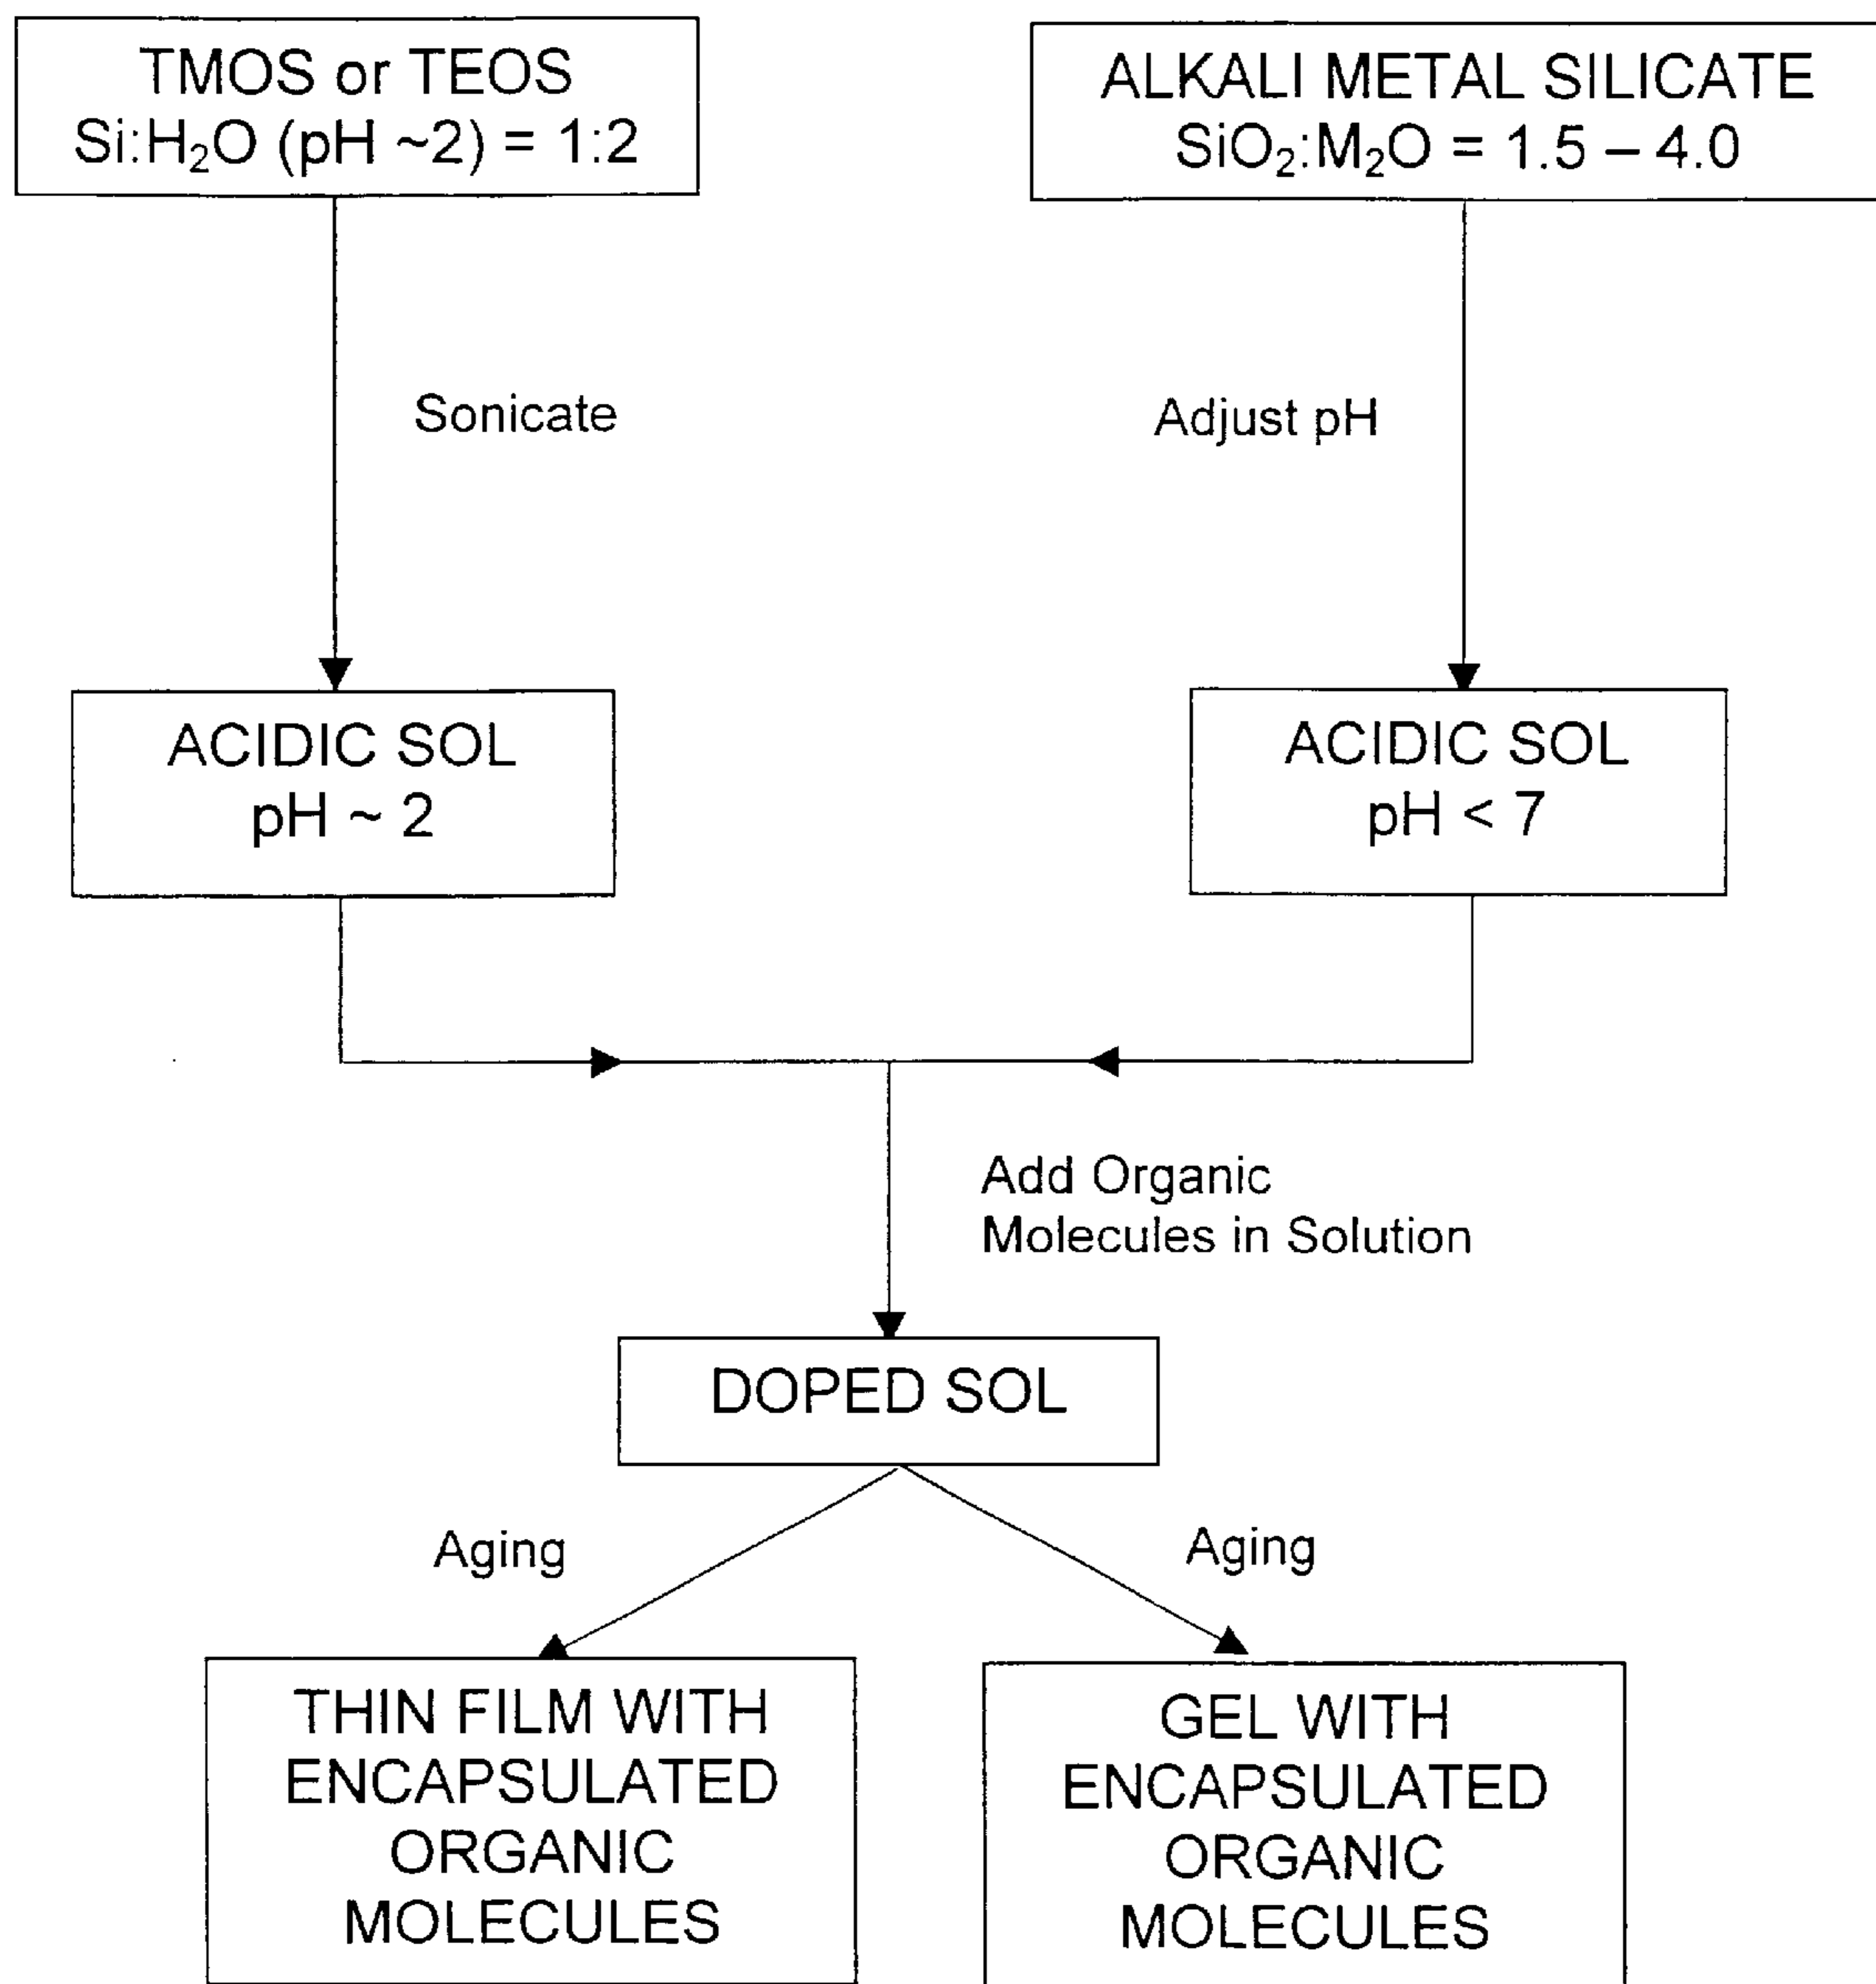 TMOS or TEOS
Si:H₂O (pH ~2) = 1:2
ALKALI METAL SILICATE
SiO₂:M₂O = 1.5 – 4.0
Sonicate
Adjust pH
ACIDIC SOL
pH ~ 2
ACIDIC SOL
pH < 7
Add Organic
Molecules in Solution
DOPED SOL
Aging
Aging
THIN FILM WITH
ENCAPSULATED
ORGANIC
MOLECULES
GEL WITH
ENCAPSULATED
ORGANIC
MOLECULES